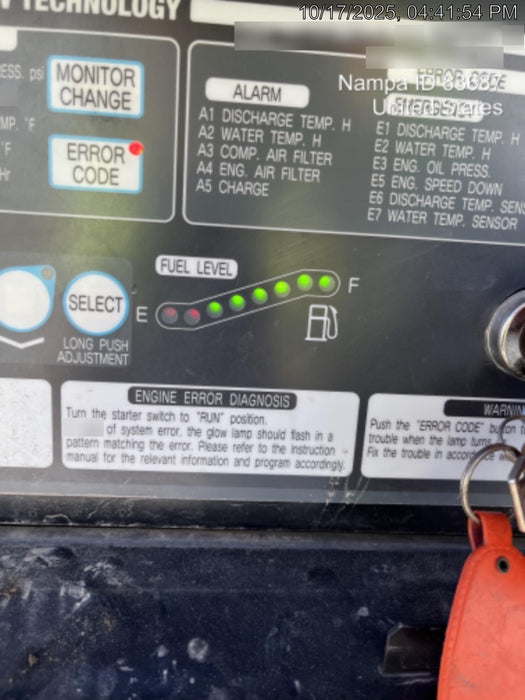 TECHNOLOGY
10/17/2025, 04:41:54 PM
Nampa ID
United States
PRESS. psi
MONITOR
CHANGE
°F
ERROR
CODE
°F
Hr
ALARM
A1 DISCHARGE TEMP. H
A2 WATER TEMP. H
A3 COMP. AIR FILTER
A4 ENG. AIR FILTER
A5 CHARGE
ERROR CODE
EMERGENCY
E1 DISCHARGE TEMP. H
E2 WATER TEMP. H
E3 ENG. OIL PRESS.
E5 ENG. SPEED DOWN
E6 DISCHARGE TEMP. SENS
E7 WATER TEMP. SENSOR
FUEL LEVEL
SELECT
E
F
LONG PUSH
ADJUSTMENT
ENGINE ERROR DIAGNOSIS
Turn the starter switch to "RUN" position.
of system error, the glow lamp should flash in a
pattern matching the error. Please refer to the instruction
manual for the relevant information and program accordingly.
WARNIN
Push the "ERROR CODE" button
trouble when the lamp turns
Fix the trouble in accordance